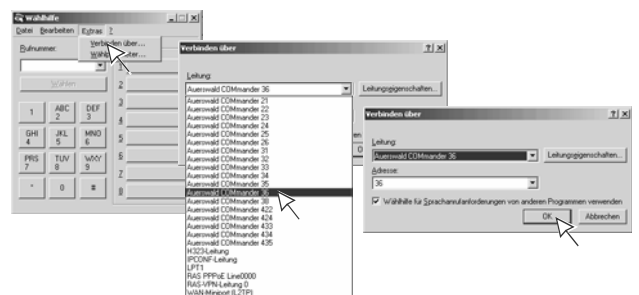 Wählhilfe
Datei Bearbeiten Extras ?
Verbinden über...
Rufnummer:
Wählen
1
ABC 2
DEF 3
GHI 4
JKL 5
MNO 6
PRS 7
TUV 8
WXY 9
*
0
#
1
2
3
4
5
6
7
8
Verbinden über
Leitung:
Auerswald COMmander 36
Leitungseigenschaften...
Auerswald COMmander 21
Auerswald COMmander 22
Auerswald COMmander 23
Auerswald COMmander 24
Auerswald COMmander 25
Auerswald COMmander 26
Auerswald COMmander 31
Auerswald COMmander 32
Auerswald COMmander 33
Auerswald COMmander 34
Auerswald COMmander 35
Auerswald COMmander 36
Auerswald COMmander 38
Auerswald COMmander 422
Auerswald COMmander 424
Auerswald COMmander 433
Auerswald COMmander 434
Auerswald COMmander 435
H323-Leitung
IPCONF-Leitung
LPT1
RAS PPPoE Line0000
RAS-VPN-Leitung 0
WAN-Miniport (L2TP)
Verbinden über
Leitung:
Auerswald COMmander 36
Leitungseigenschaften...
Adresse:
36
Wählhilfe für Sprachanrufanforderungen von anderen Programmen verwenden
OK
Abbrechen